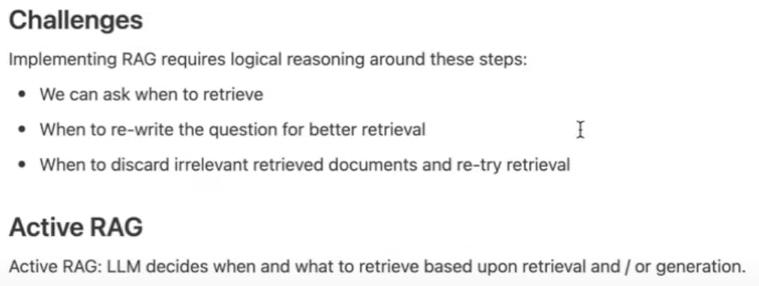 Challenges
Implementing RAG requires logical reasoning around these steps:
• We can ask when to retrieve
• When to re-write the question for better retrieval
• When to discard irrelevant retrieved documents and re-try retrieval
Active RAG
Active RAG: LLM decides when and what to retrieve based upon retrieval and / or generation.